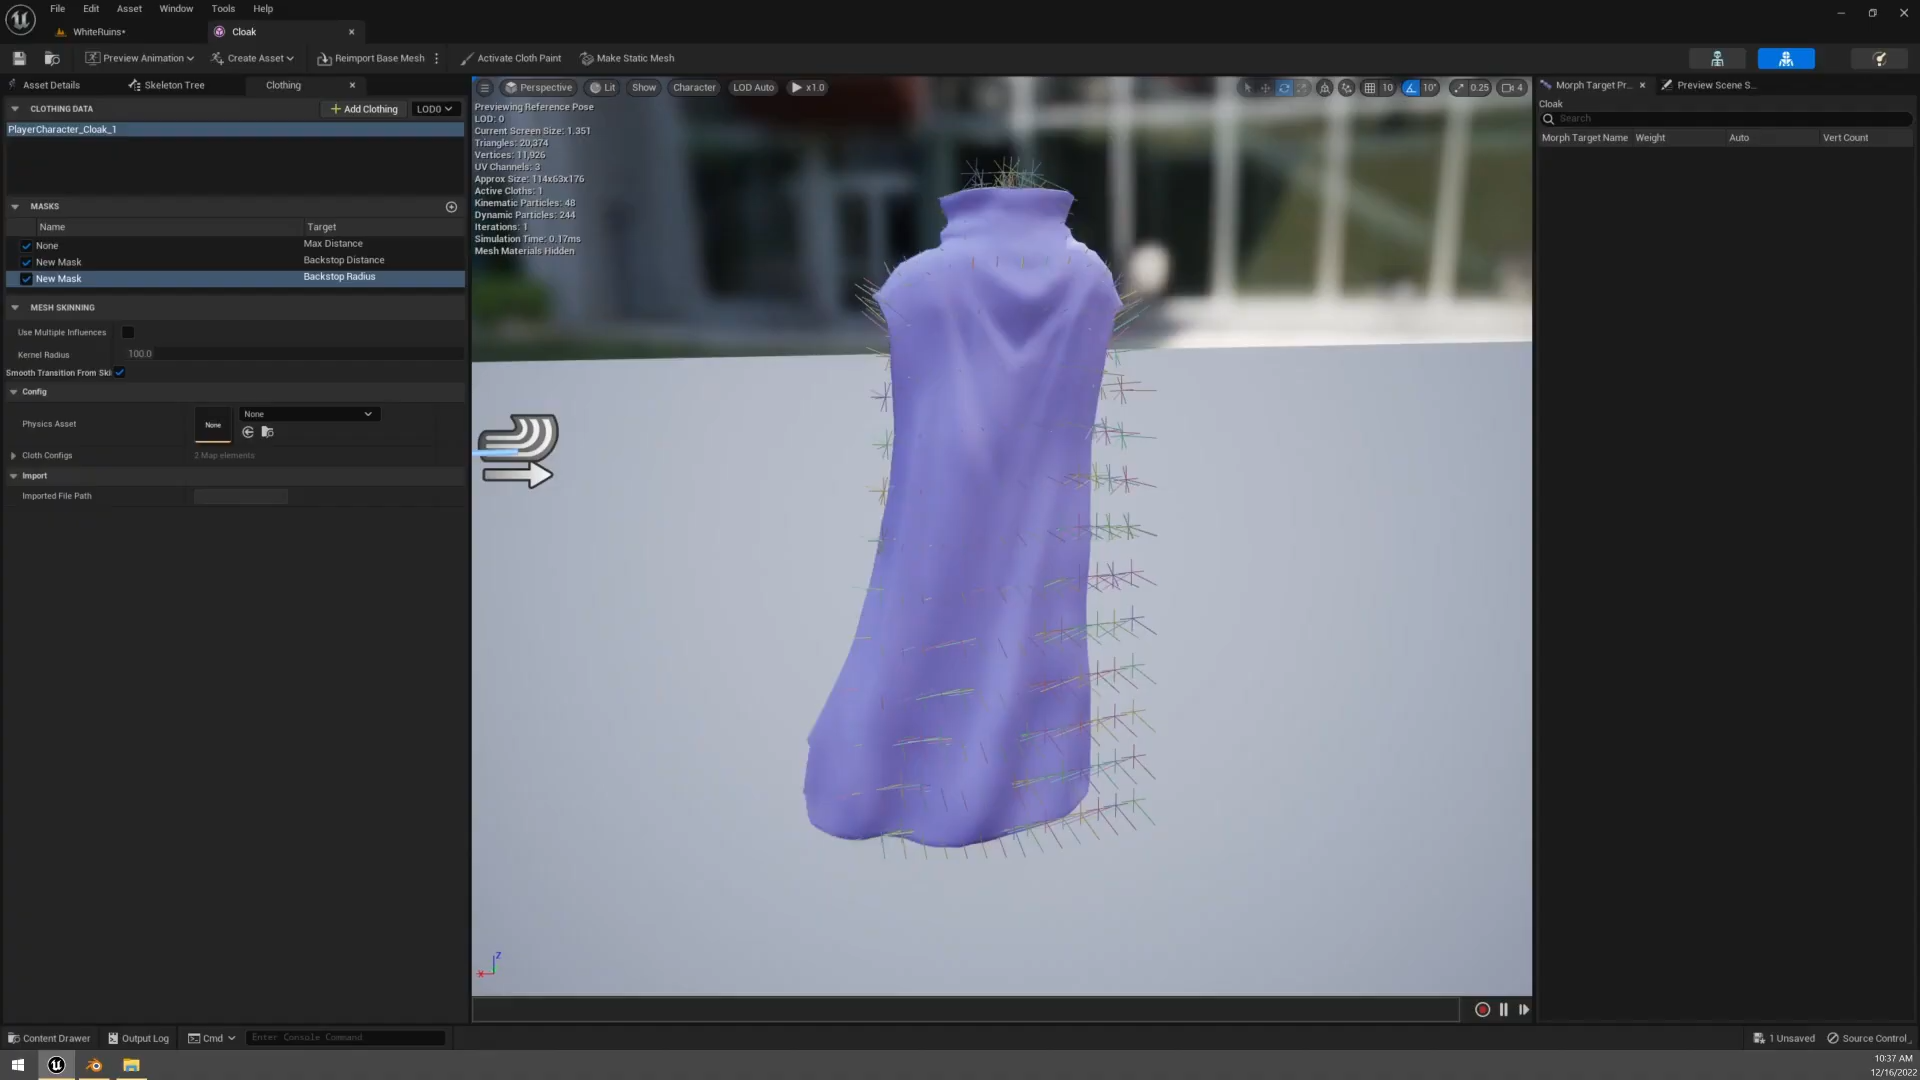 File Edit Asset Window Tools Help
WhiteRuins* Cloak
Preview Animation Create Asset Reimport Base Mesh Activate Cloth Paint Make Static Mesh
Asset Details Skeleton Tree Clothing
CLOTHING DATA Add Clothing LOD0
PlayerCharacter_Cloak_1
MASKS
Name Target
None Max Distance
New Mask Backstop Distance
New Mask Backstop Radius
MESH SKINNING
Use Multiple Influences
Kernel Radius 100.0
Smooth Transition From Ski
Config
Physics Asset None None
Cloth Configs 2 Map elements
Import
Imported File Path
Perspective Lit Show Character LOD Auto x1.0 10 10° 0.25 4
Previewing Reference Pose
LOD: 0
Current Screen Size: 1.351
Triangles: 20,374
Vertices: 11,926
UV Channels: 3
Approx Size: 114x63x176
Active Cloths: 1
Kinematic Particles: 48
Dynamic Particles: 244
Iterations: 1
Simulation Time: 0.17ms
Mesh Materials Hidden
Z
X
Morph Target Pr... Preview Scene S...
Cloak
Search
Morph Target Name Weight Auto Vert Count
Content Drawer Output Log Cmd Enter Console Command 1 Unsaved Source Control
10:37 AM
12/16/2022